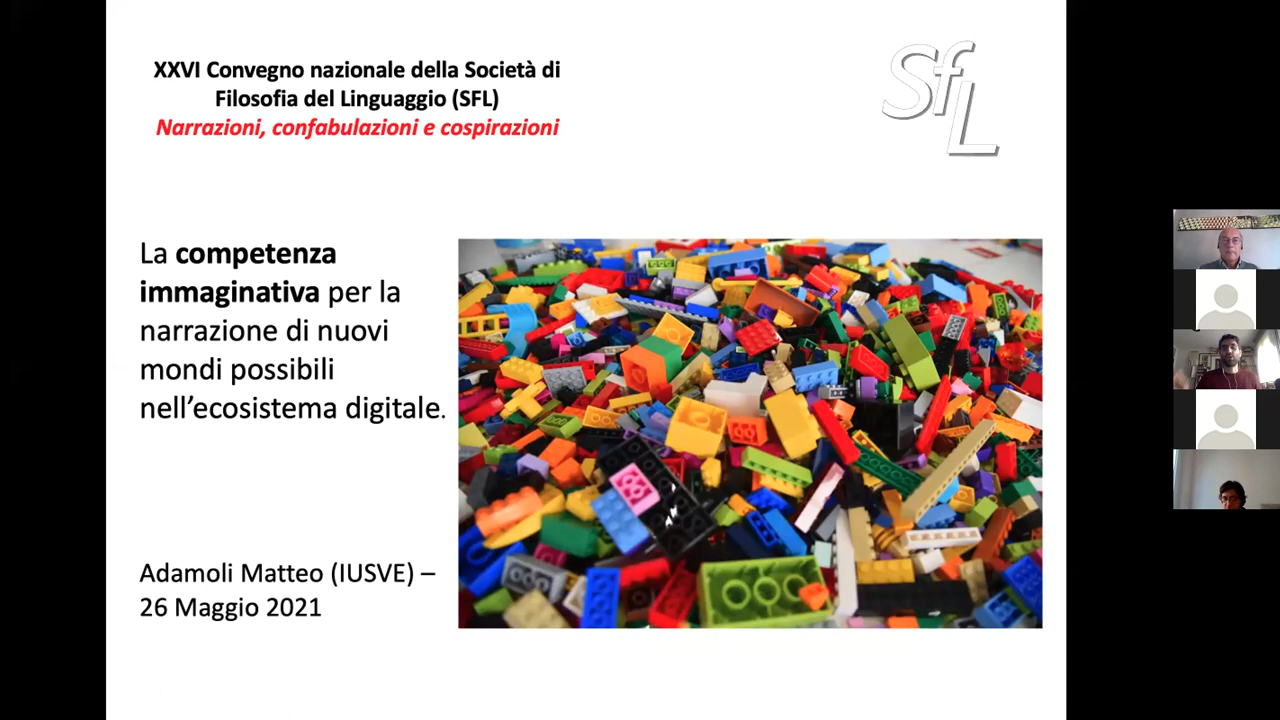 XXVI Convegno nazionale della Società di
Filosofia del Linguaggio (SFL)
Narrazioni, confabulazioni e cospirazioni
SfL
La competenza
immaginativa per la
narrazione di nuovi
mondi possibili
nell’ecosistema digitale.
Adamoli Matteo (IUSVE) –
26 Maggio 2021